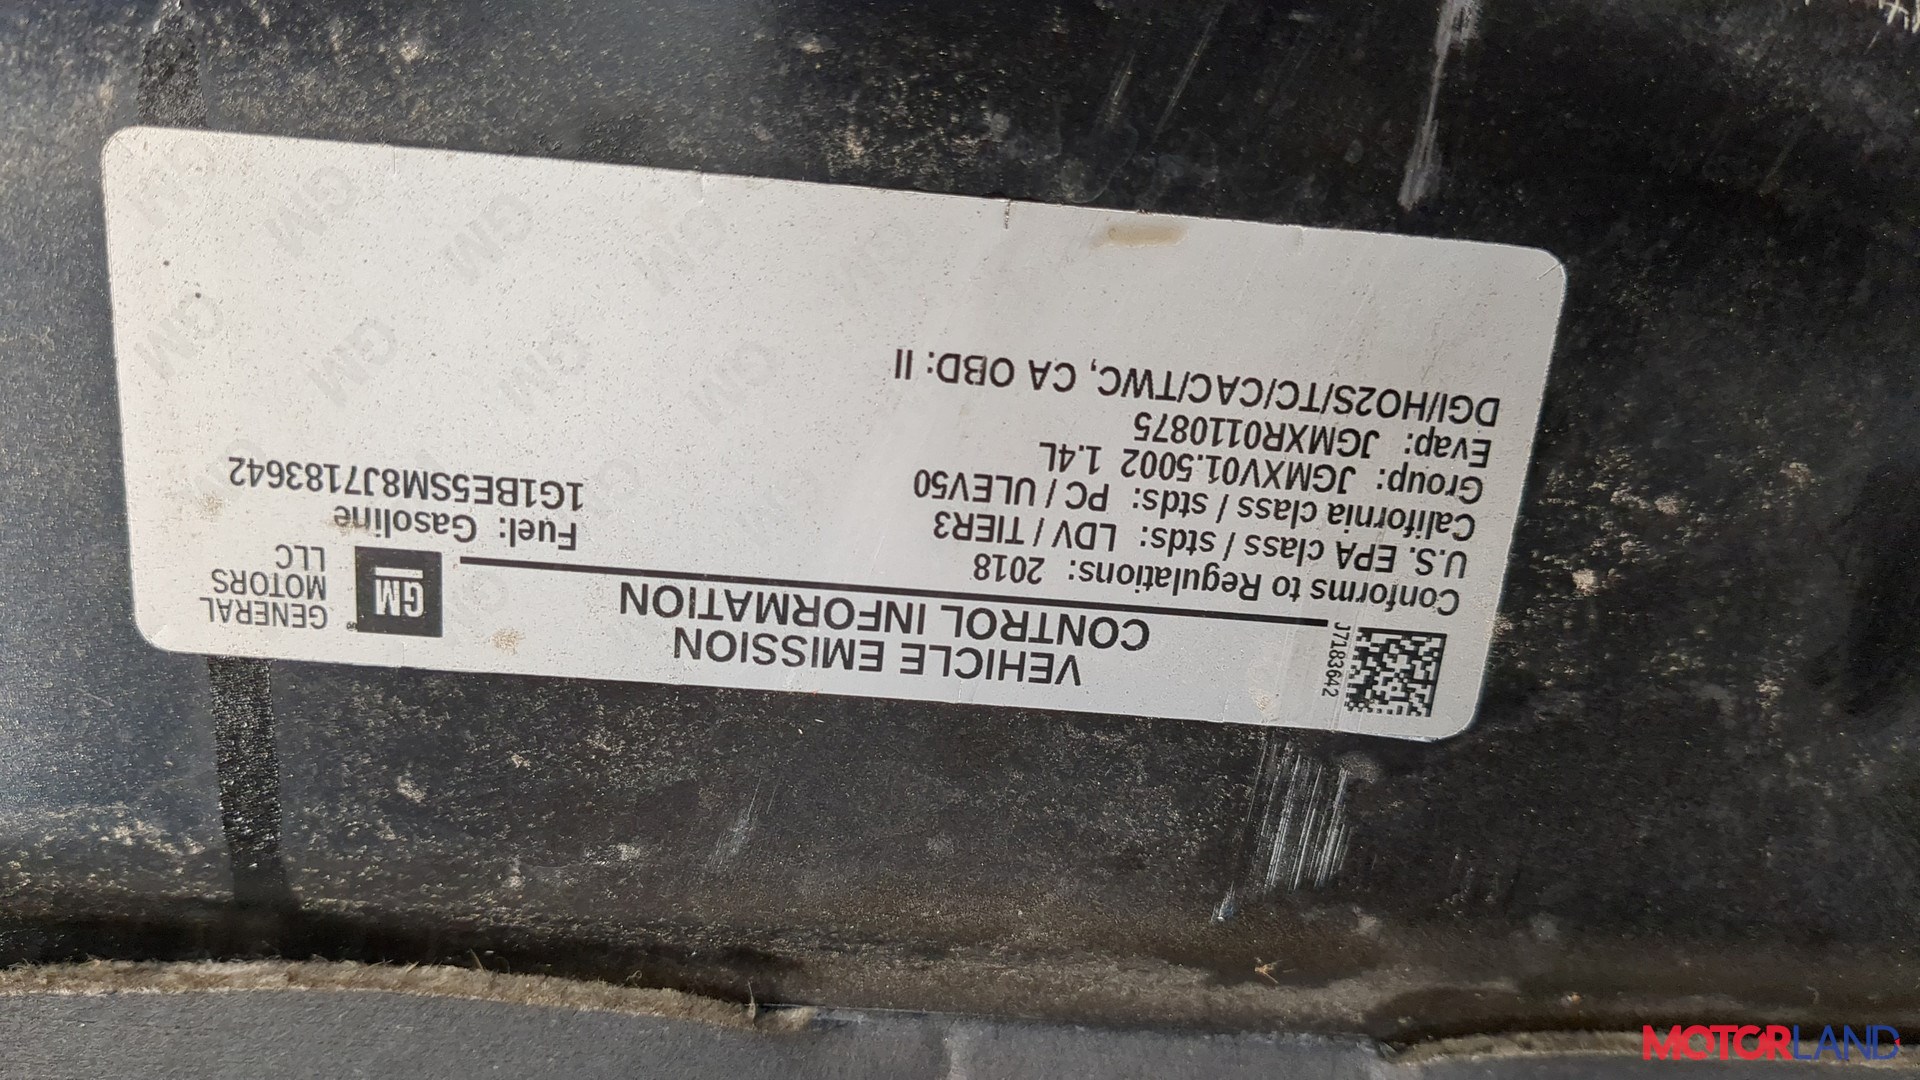 J7183642
VEHICLE EMISSION
CONTROL INFORMATION
GM
GENERAL
MOTORS
LLC
Conforms to Regulations: 2018
U.S. EPA class / stds: LDV / TIER3
California class / stds: PC / ULEV50
Group: JGMXV01.5002 1.4L
Evap: JGMXR0110875
DGI/HO2S/TC/CAC/TWC, CA OBD: II
Fuel: Gasoline
1G1BE5SM8J7183642
MOTORLAND